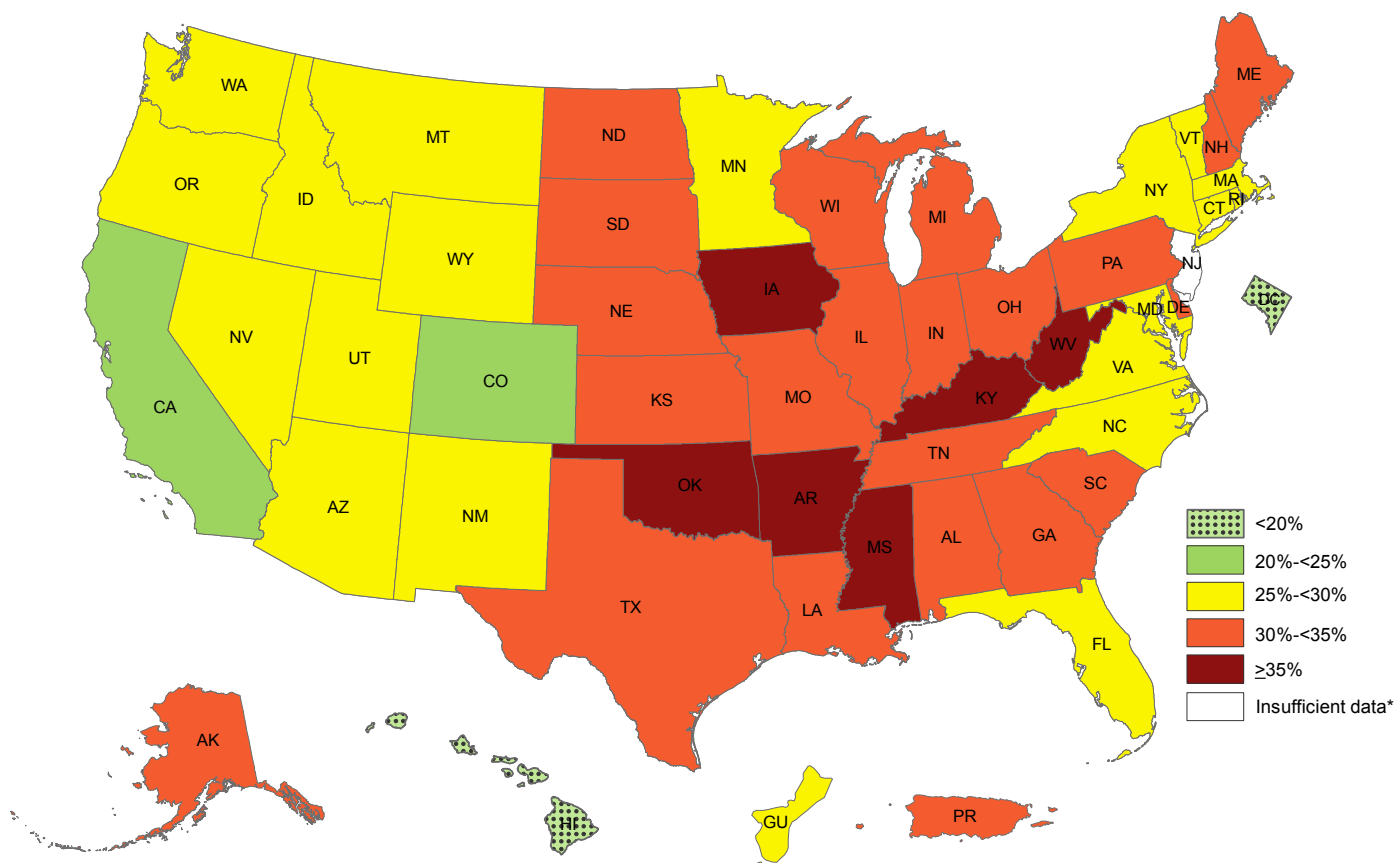 ME
WA
MT
ND
MN
VT
NH
OR
ID
SD
WI
MI
NY
MA
RI
CT
WY
PA
NJ
IA
NE
OH
DC
MD
DE
NV
UT
CO
IL
IN
WV
VA
CA
KS
MO
KY
NC
TN
OK
AR
SC
AZ
NM
MS
AL
GA
TX
LA
FL
<20%
20%-<25%
25%-<30%
30%-<35%
≥35%
Insufficient data*
AK
HI
GU
PR